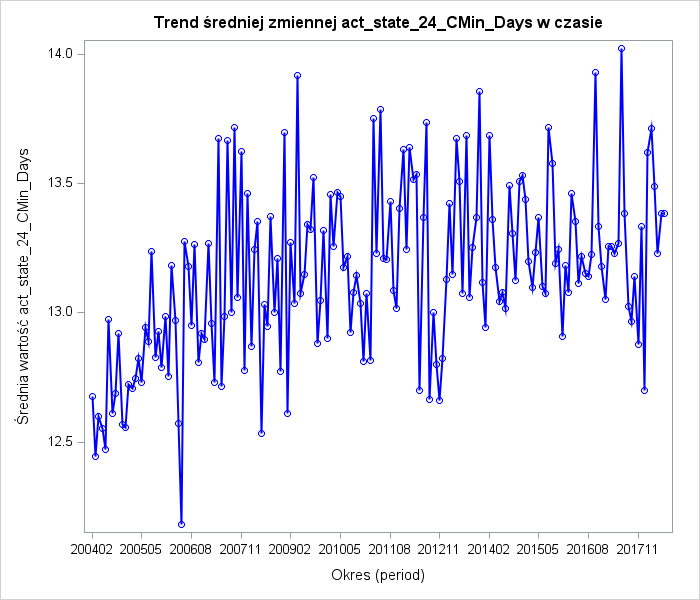 Trend średniej zmiennej act_state_24_CMin_Days w czasie
Średnia wartość act_state_24_CMin_Days
14.0
13.5
13.0
12.5
200402 200505 200608 200711 200902 201005 201108 201211 201402 201505 201608 201711
Okres (period)